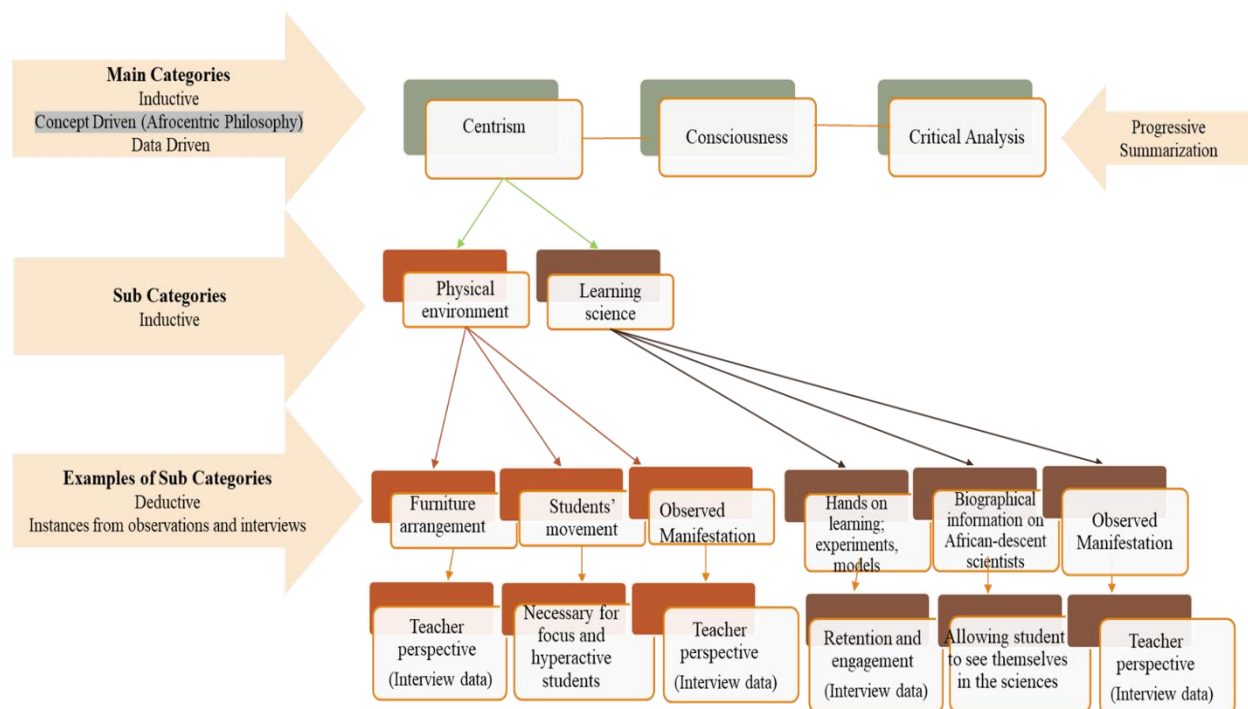 Main Categories
Inductive
Concept Driven (Afrocentric Philosophy)
Data Driven
Centrism
Consciousness
Critical Analysis
Progressive
Summarization
Sub Categories
Inductive
Physical
environment
Learning
science
Examples of Sub Categories
Deductive
Instances from observations and interviews
Furniture
arrangement
Students’
movement
Observed
Manifestation
Hands on
learning;
experiments,
models
Biographical
information on
African-descent
scientists
Observed
Manifestation
Teacher
perspective
(Interview data)
Necessary for
focus and
hyperactive
students
Teacher
perspective
(Interview data)
Retention and
engagement
(Interview data)
Allowing student
to see themselves
in the sciences
Teacher
perspective
(Interview data)